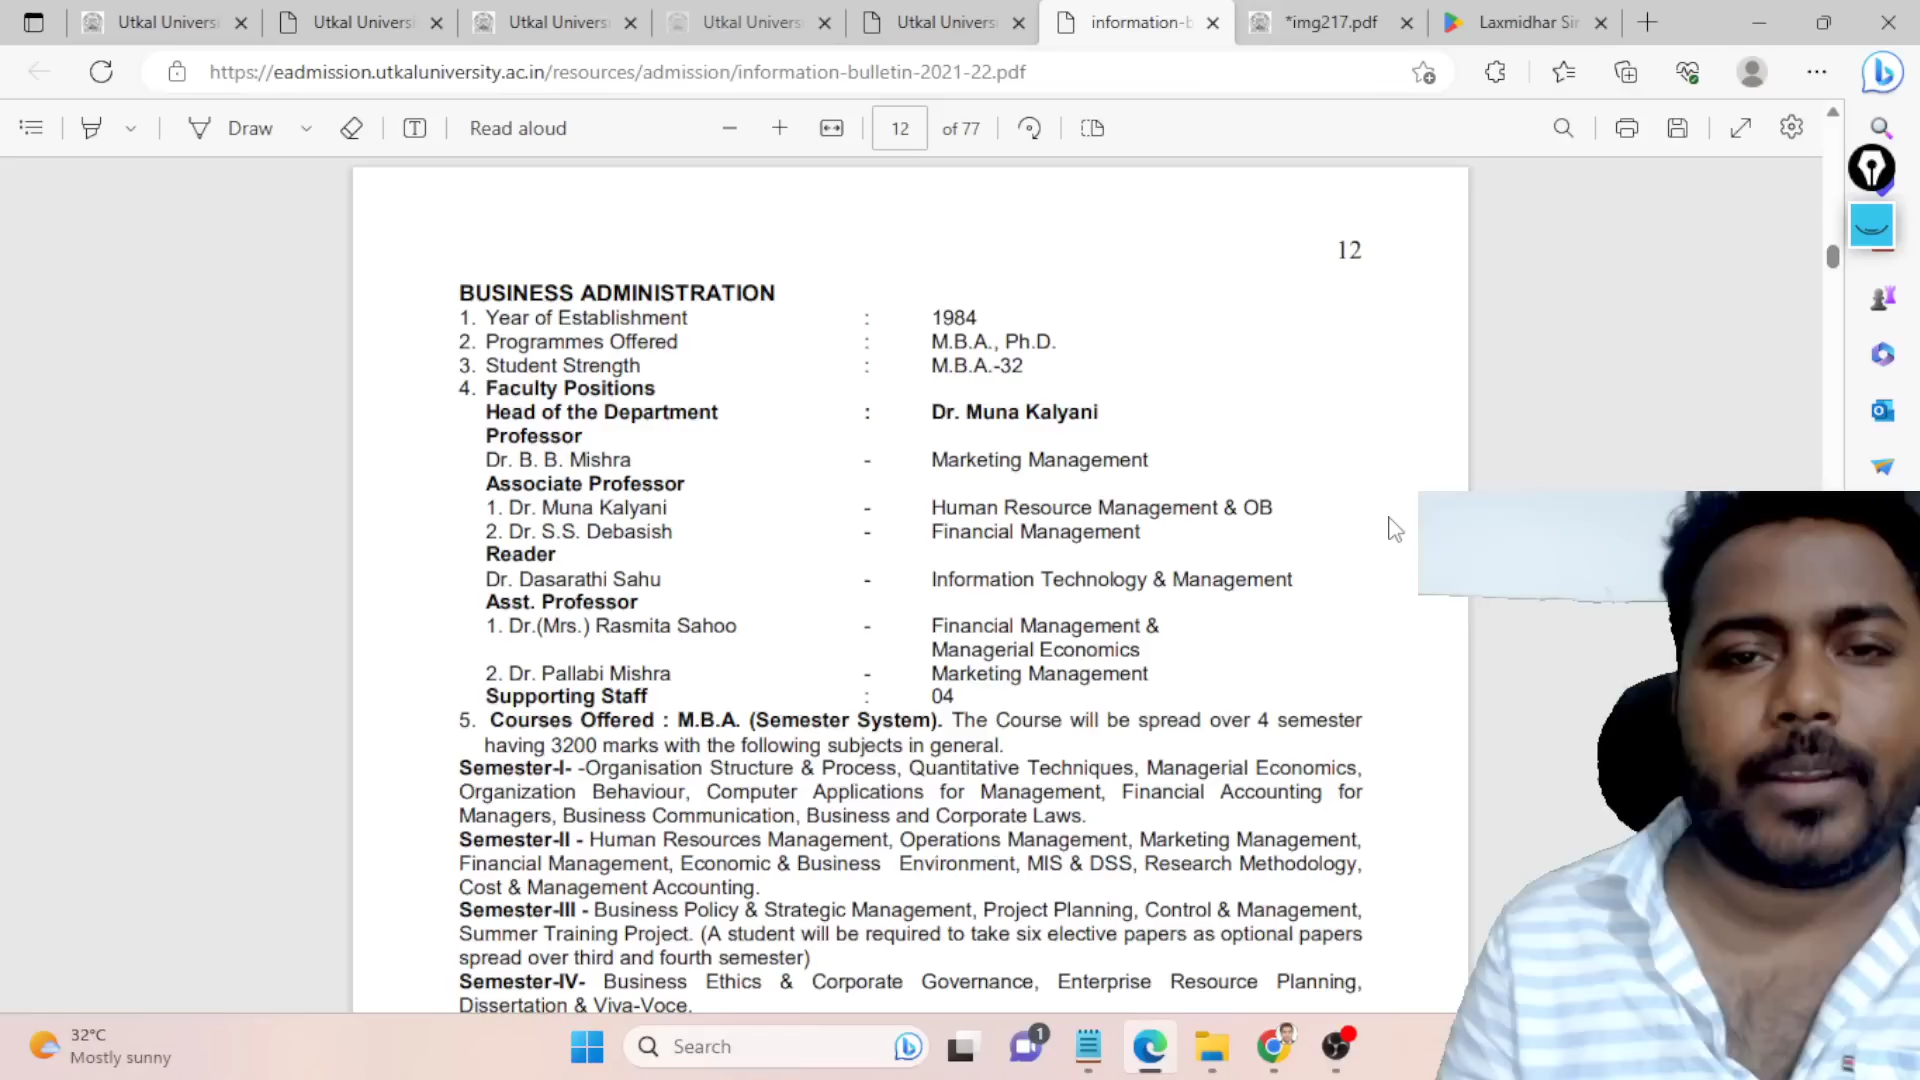 Utkal Univers
Utkal Univers
Utkal Univers
Utkal Univers
Utkal Univers
information-b
*img217.pdf
Laxmidhar Sir
https://eadmission.utkaluniversity.ac.in/resources/admission/information-bulletin-2021-22.pdf
Draw
Read aloud
12 of 77
12
BUSINESS ADMINISTRATION
1. Year of Establishment : 1984
2. Programmes Offered : M.B.A., Ph.D.
3. Student Strength : M.B.A.-32
4. Faculty Positions
Head of the Department : Dr. Muna Kalyani
Professor
Dr. B. B. Mishra - Marketing Management
Associate Professor
1. Dr. Muna Kalyani - Human Resource Management & OB
2. Dr. S.S. Debasish - Financial Management
Reader
Dr. Dasarathi Sahu - Information Technology & Management
Asst. Professor
1. Dr.(Mrs.) Rasmita Sahoo - Financial Management &
Managerial Economics
2. Dr. Pallabi Mishra - Marketing Management
Supporting Staff : 04
5. Courses Offered : M.B.A. (Semester System). The Course will be spread over 4 semester
having 3200 marks with the following subjects in general.
Semester-I- -Organisation Structure & Process, Quantitative Techniques, Managerial Economics,
Organization Behaviour, Computer Applications for Management, Financial Accounting for
Managers, Business Communication, Business and Corporate Laws.
Semester-II - Human Resources Management, Operations Management, Marketing Management,
Financial Management, Economic & Business Environment, MIS & DSS, Research Methodology,
Cost & Management Accounting.
Semester-III - Business Policy & Strategic Management, Project Planning, Control & Management,
Summer Training Project. (A student will be required to take six elective papers as optional papers
spread over third and fourth semester)
Semester-IV- Business Ethics & Corporate Governance, Enterprise Resource Planning,
Dissertation & Viva-Voce.
32°C
Mostly sunny
Search
1